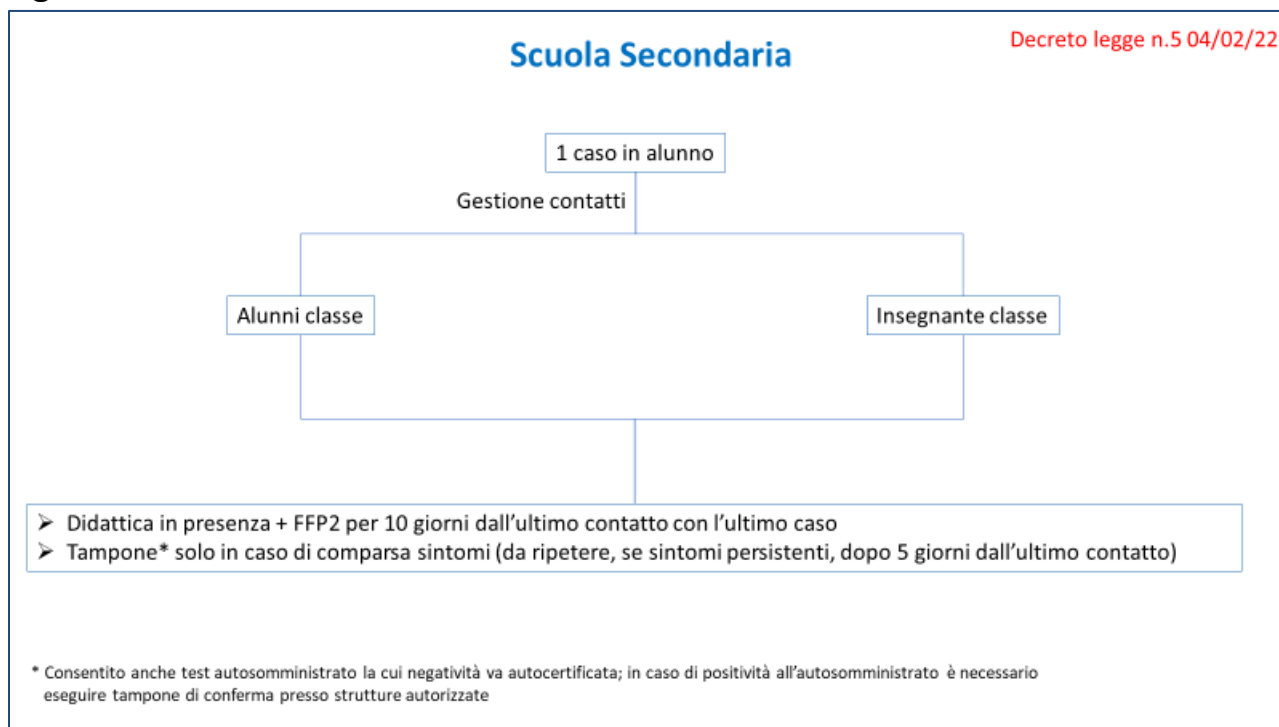 Scuola Secondaria
Decreto legge n.5 04/02/22
1 caso in alunno
Gestione contatti
Alunni classe
Insegnante classe
➢ Didattica in presenza + FFP2 per 10 giorni dall’ultimo contatto con l’ultimo caso
➢ Tampone* solo in caso di comparsa sintomi (da ripetere, se sintomi persistenti, dopo 5 giorni dall’ultimo contatto)
* Consentito anche test autosomministrato la cui negatività va autocertificata; in caso di positività all’autosomministrato è necessario
eseguire tampone di conferma presso strutture autorizzate